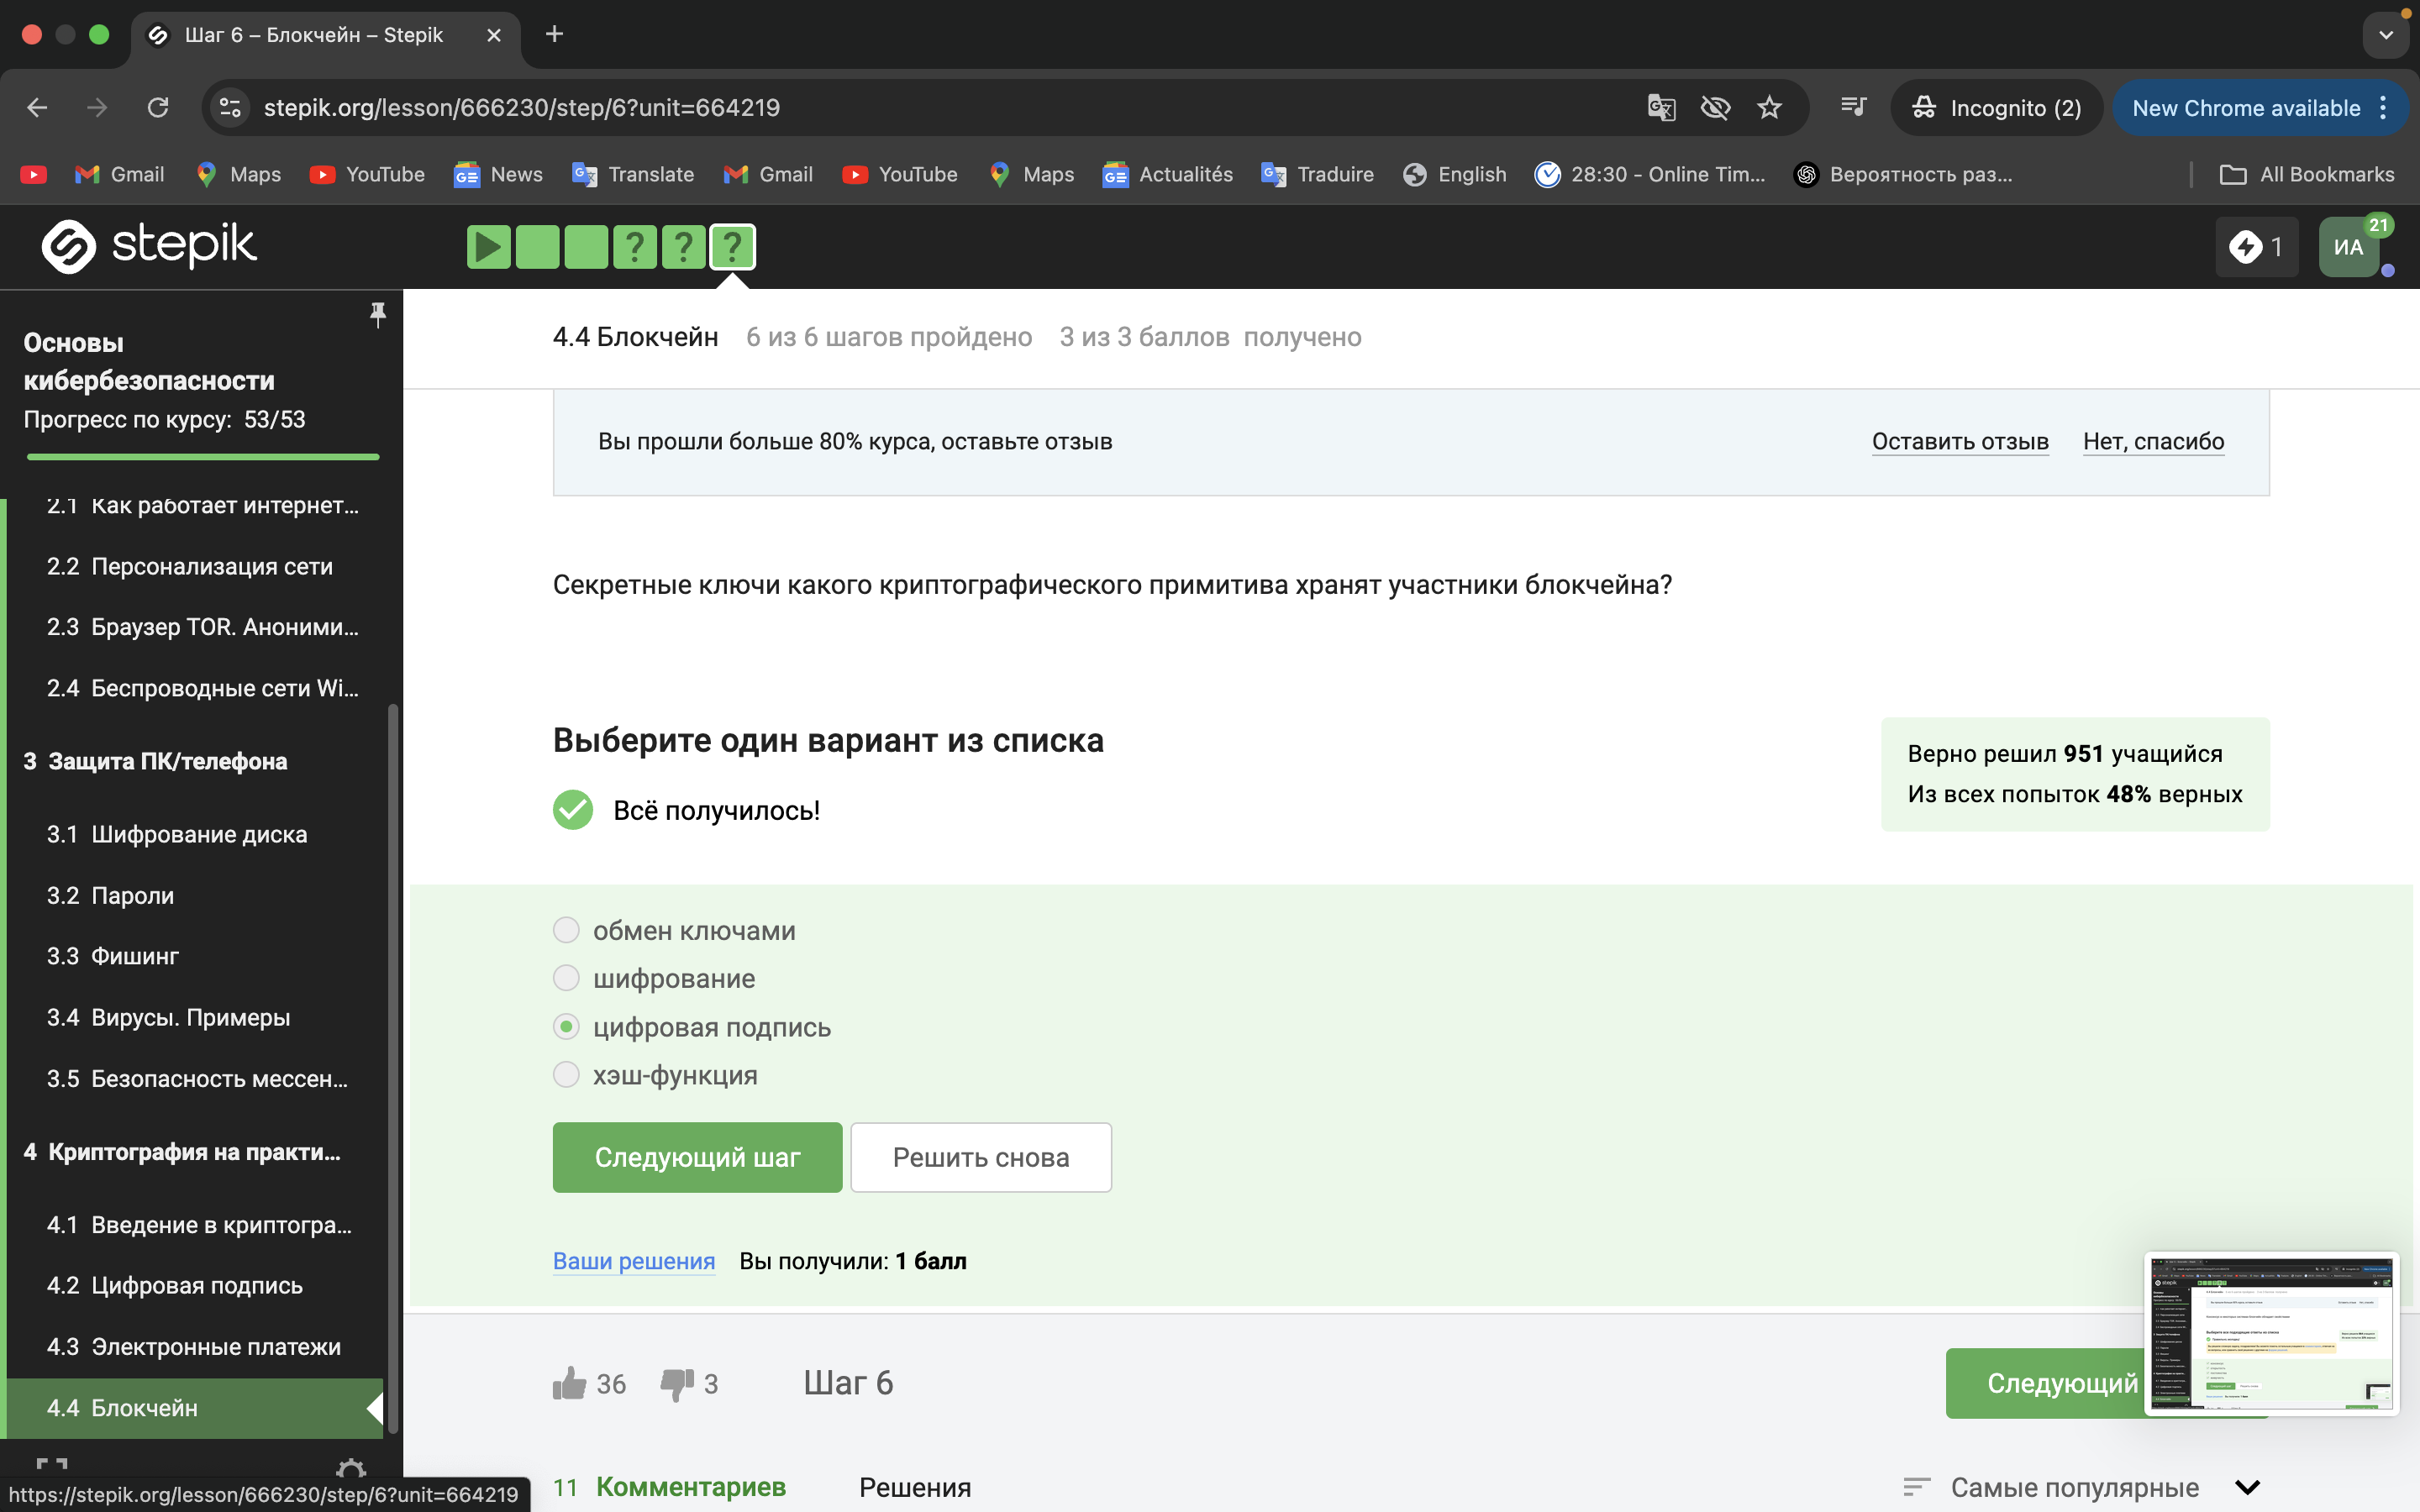 Шаг 6 – Блокчейн – Stepik
stepik.org/lesson/666230/step/6?unit=664219
Incognito (2)
New Chrome available
Gmail
Maps
YouTube
News
Translate
Gmail
YouTube
Maps
Actualités
Traduire
English
28:30 - Online Tim...
Вероятность раз...
All Bookmarks
stepik
? ? ?
1
ИА
21
Основы
кибербезопасности
Прогресс по курсу: 53/53
2.1 Как работает интернет...
2.2 Персонализация сети
2.3 Браузер TOR. Аноними...
2.4 Беспроводные сети Wi...
3 Защита ПК/телефона
3.1 Шифрование диска
3.2 Пароли
3.3 Фишинг
3.4 Вирусы. Примеры
3.5 Безопасность мессен...
4 Криптография на практи...
4.1 Введение в криптогра...
4.2 Цифровая подпись
4.3 Электронные платежи
4.4 Блокчейн
https://stepik.org/lesson/666230/step/6?unit=664219
4.4 Блокчейн 6 из 6 шагов пройдено 3 из 3 баллов получено
Вы прошли больше 80% курса, оставьте отзыв
Оставить отзыв
Нет, спасибо
Секретные ключи какого криптографического примитива хранят участники блокчейна?
Выберите один вариант из списка
Всё получилось!
Верно решил 951 учащийся
Из всех попыток 48% верных
обмен ключами
шифрование
цифровая подпись
хэш-функция
Следующий шаг
Решить снова
Ваши решения Вы получили: 1 балл
36
3
Шаг 6
Следующий
11 Комментариев
Решения
Самые популярные